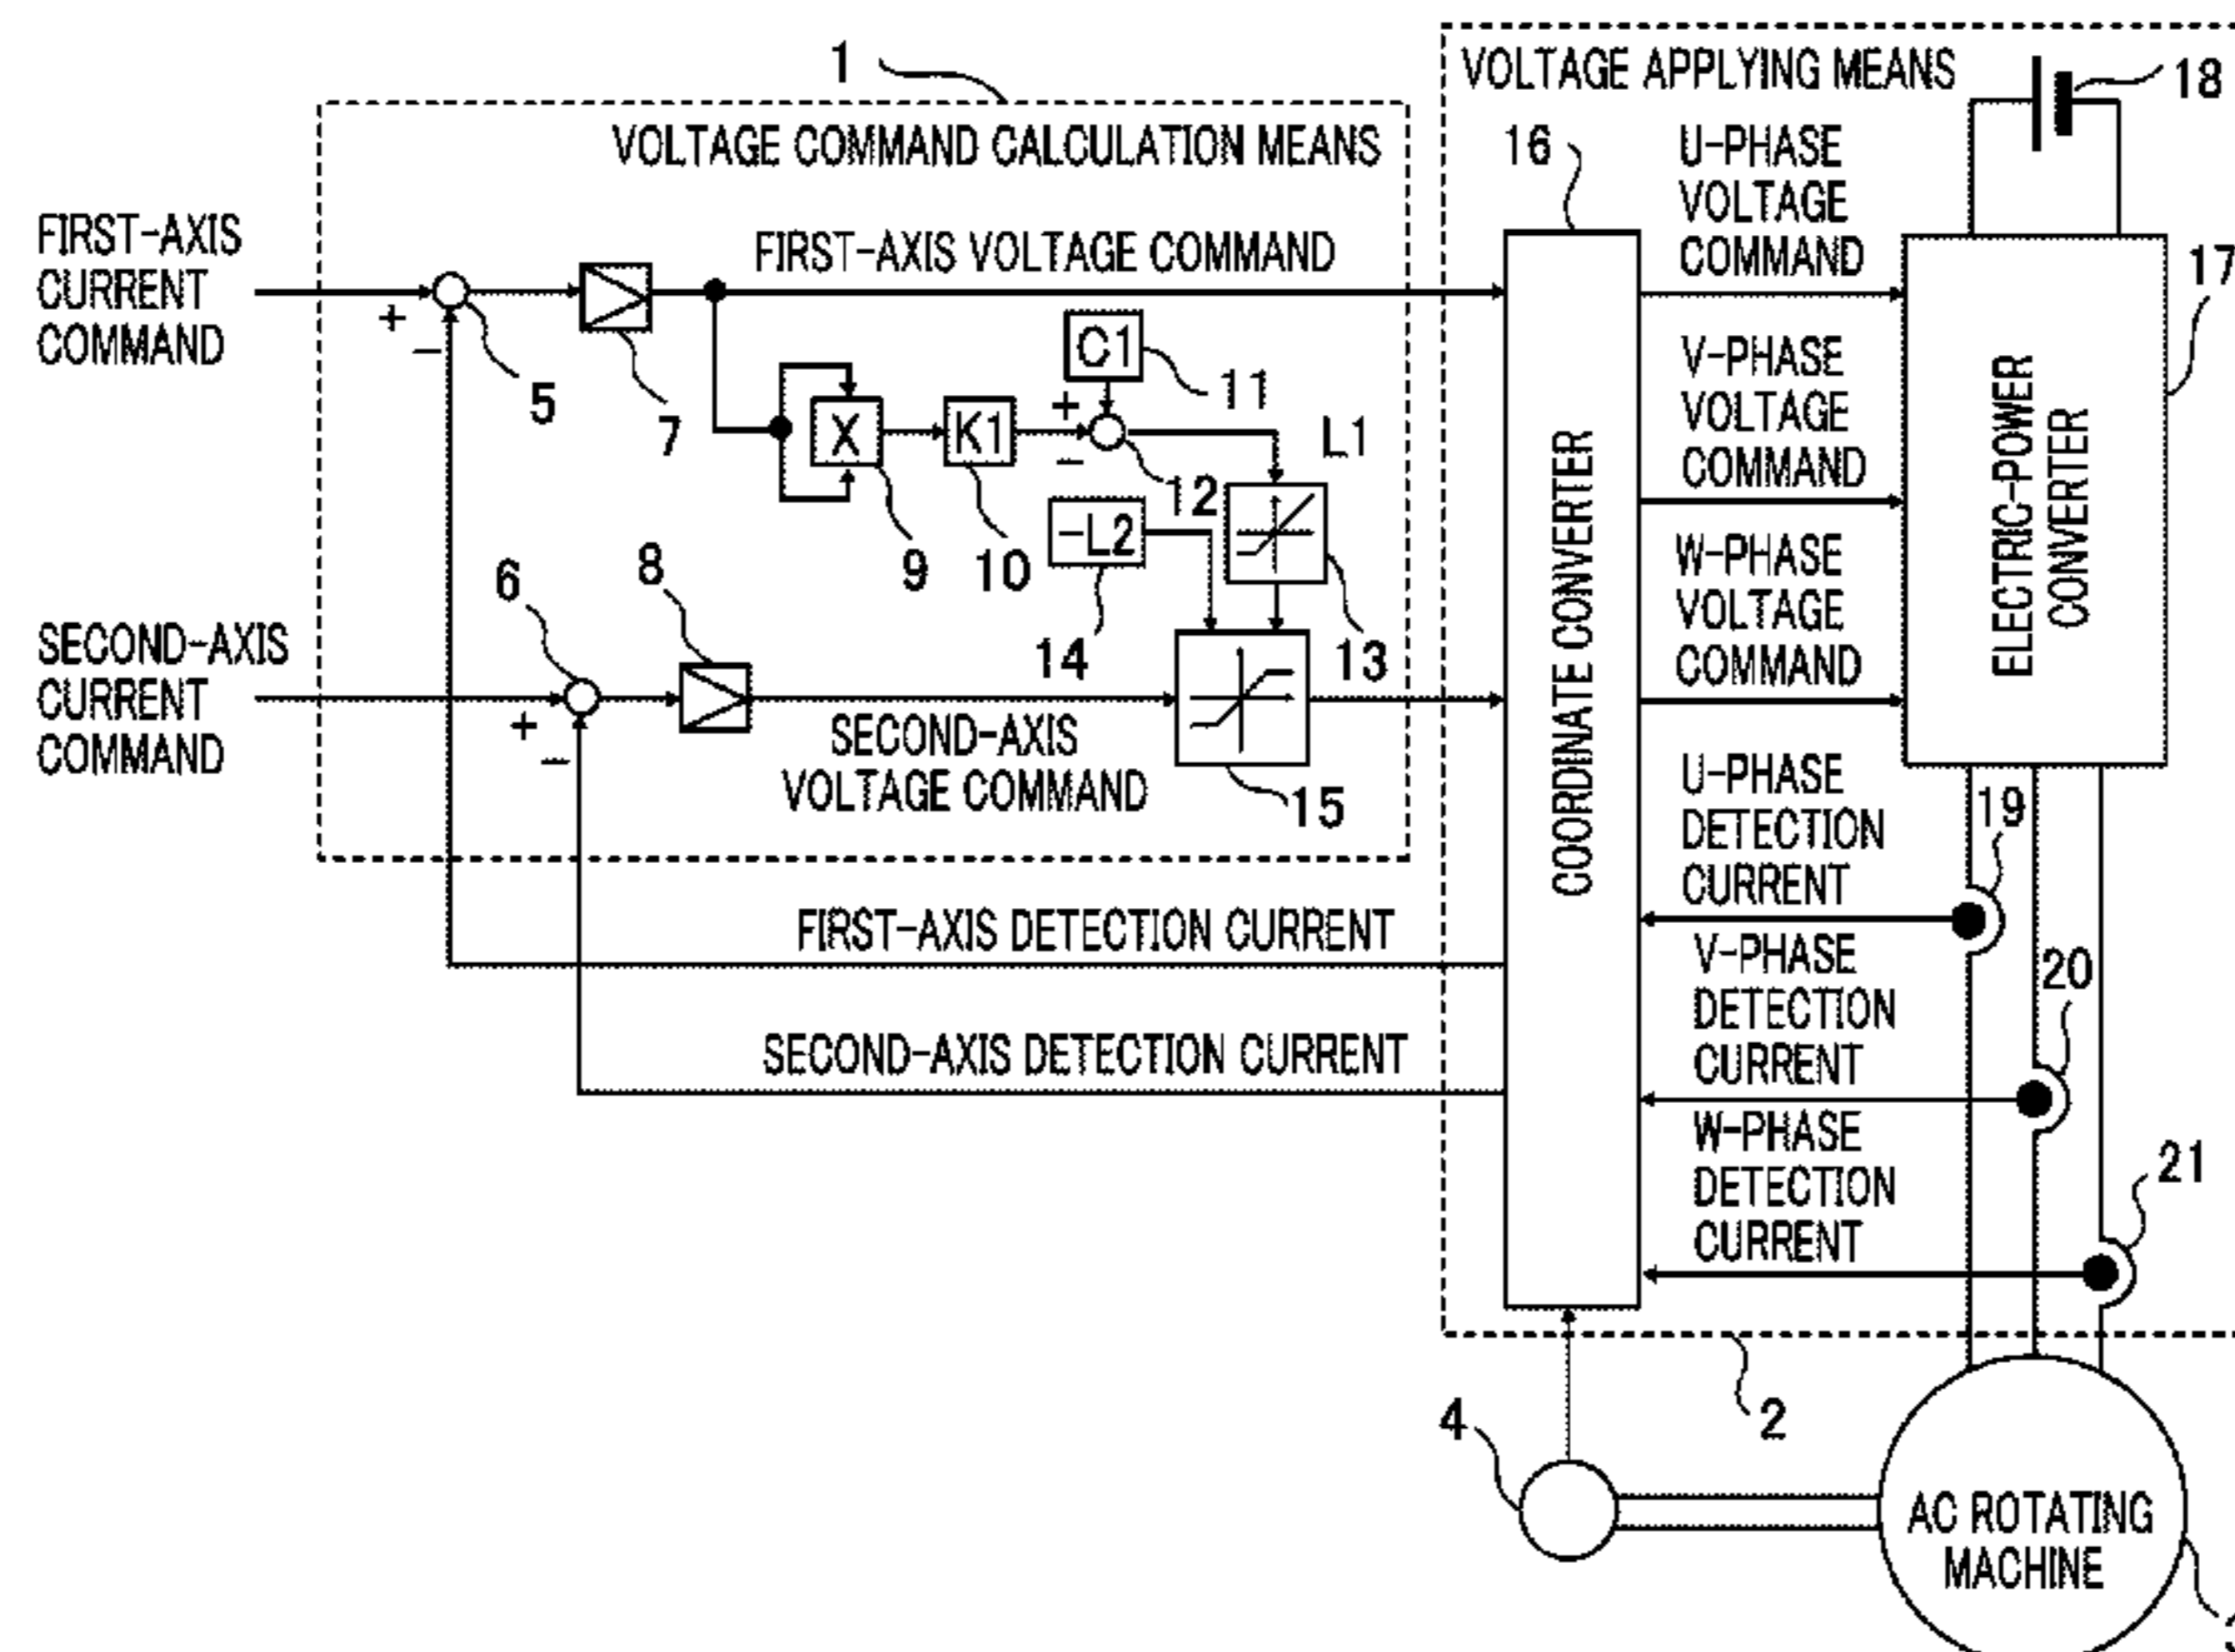 1
VOLTAGE COMMAND CALCULATION MEANS
VOLTAGE APPLYING MEANS
18
16
U-PHASE
VOLTAGE
COMMAND
17
FIRST-AXIS
CURRENT
COMMAND
+
−
5
7
FIRST-AXIS VOLTAGE COMMAND
C1
11
X
9
K1
10
+
−
12
L1
-L2
14
13
V-PHASE
VOLTAGE
COMMAND
W-PHASE
VOLTAGE
COMMAND
COORDINATE CONVERTER
ELECTRIC-POWER
CONVERTER
SECOND-AXIS
CURRENT
COMMAND
6
+
−
8
SECOND-AXIS
VOLTAGE COMMAND
15
U-PHASE
DETECTION
CURRENT
19
FIRST-AXIS DETECTION CURRENT
V-PHASE
DETECTION
CURRENT
20
SECOND-AXIS DETECTION CURRENT
W-PHASE
DETECTION
CURRENT
21
2
4
AC ROTATING
MACHINE